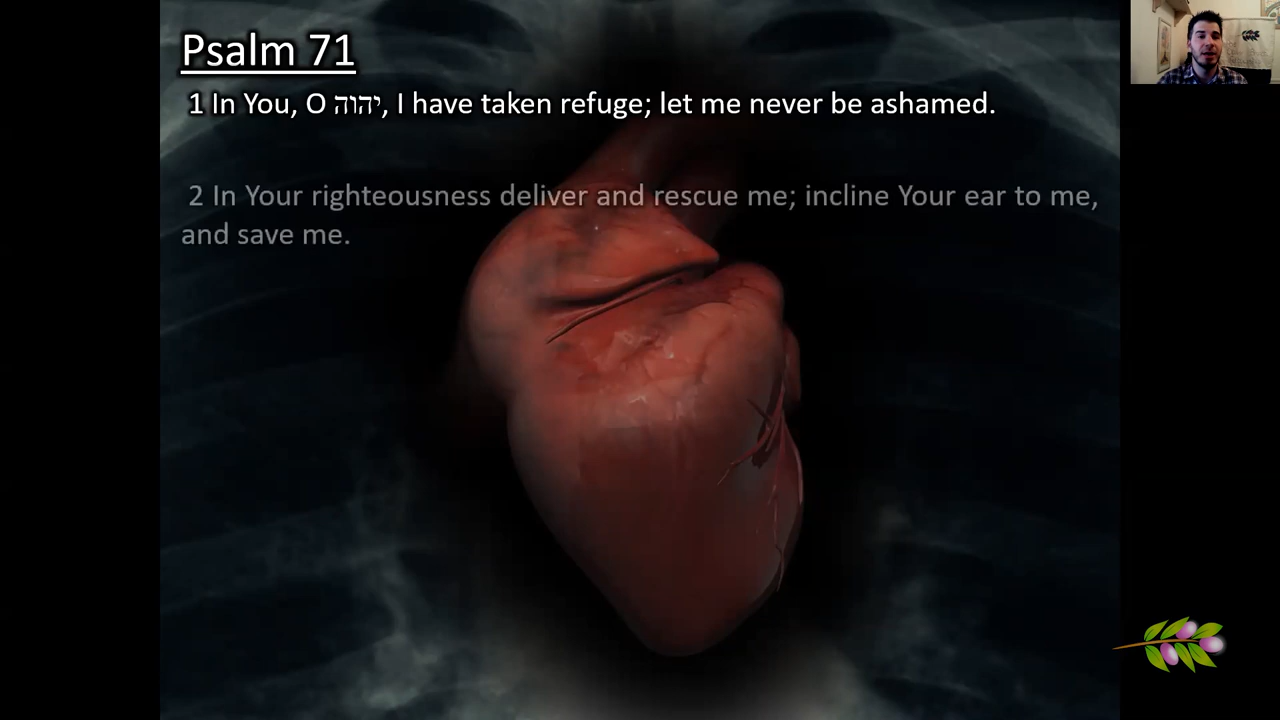 Psalm 71
1 In You, O יהוה, I have taken refuge; let me never be ashamed.
2 In Your righteousness deliver and rescue me; incline Your ear to me,
and save me.